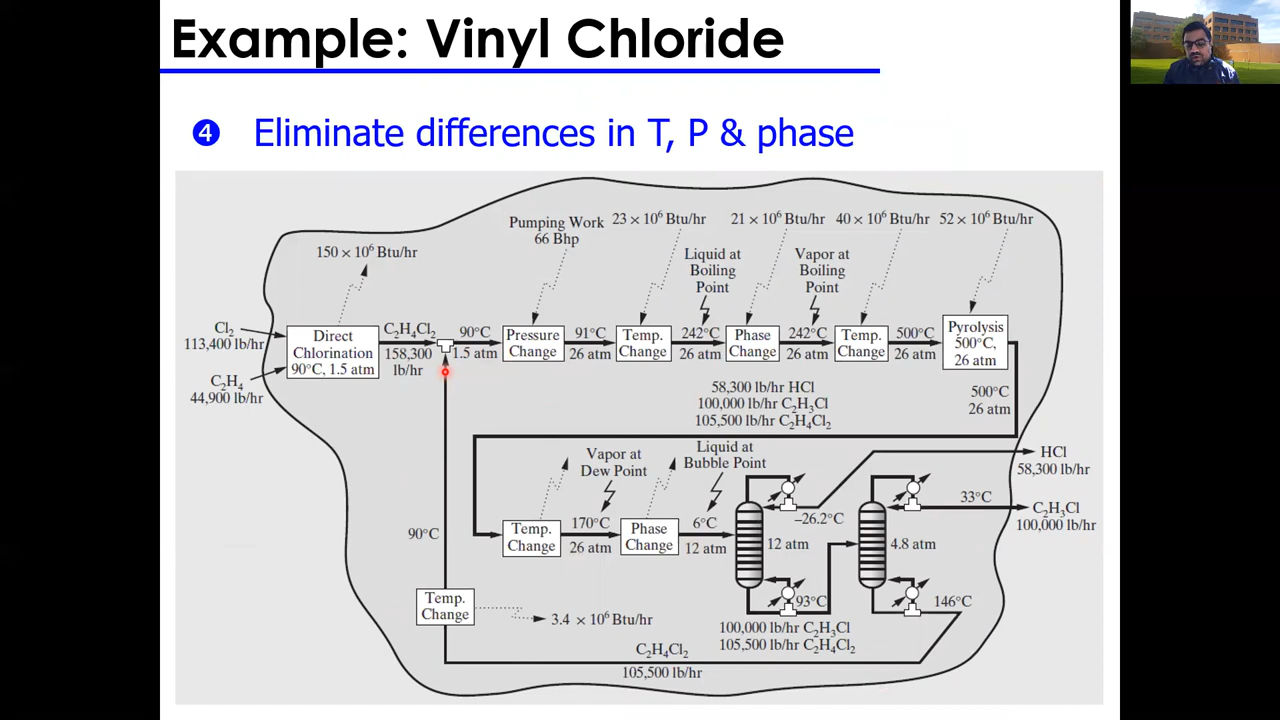 Example: Vinyl Chloride
❹ Eliminate differences in T, P & phase
150 × 10⁶ Btu/hr
Pumping Work
66 Bhp
23 × 10⁶ Btu/hr
21 × 10⁶ Btu/hr
40 × 10⁶ Btu/hr
52 × 10⁶ Btu/hr
Liquid at
Boiling
Point
Vapor at
Boiling
Point
Cl₂
113,400 lb/hr
C₂H₄
44,900 lb/hr
Direct
Chlorination
90°C, 1.5 atm
C₂H₄Cl₂
158,300
lb/hr
90°C
1.5 atm
Pressure
Change
91°C
26 atm
Temp.
Change
242°C
26 atm
Phase
Change
242°C
26 atm
Temp.
Change
500°C
26 atm
Pyrolysis
500°C,
26 atm
500°C
26 atm
58,300 lb/hr HCl
100,000 lb/hr C₂H₃Cl
105,500 lb/hr C₂H₄Cl₂
Vapor at
Dew Point
Liquid at
Bubble Point
Temp.
Change
170°C
26 atm
Phase
Change
6°C
12 atm
12 atm
–26.2°C
93°C
4.8 atm
33°C
146°C
HCl
58,300 lb/hr
C₂H₃Cl
100,000 lb/hr
90°C
Temp.
Change
3.4 × 10⁶ Btu/hr
100,000 lb/hr C₂H₃Cl
105,500 lb/hr C₂H₄Cl₂
C₂H₄Cl₂
105,500 lb/hr